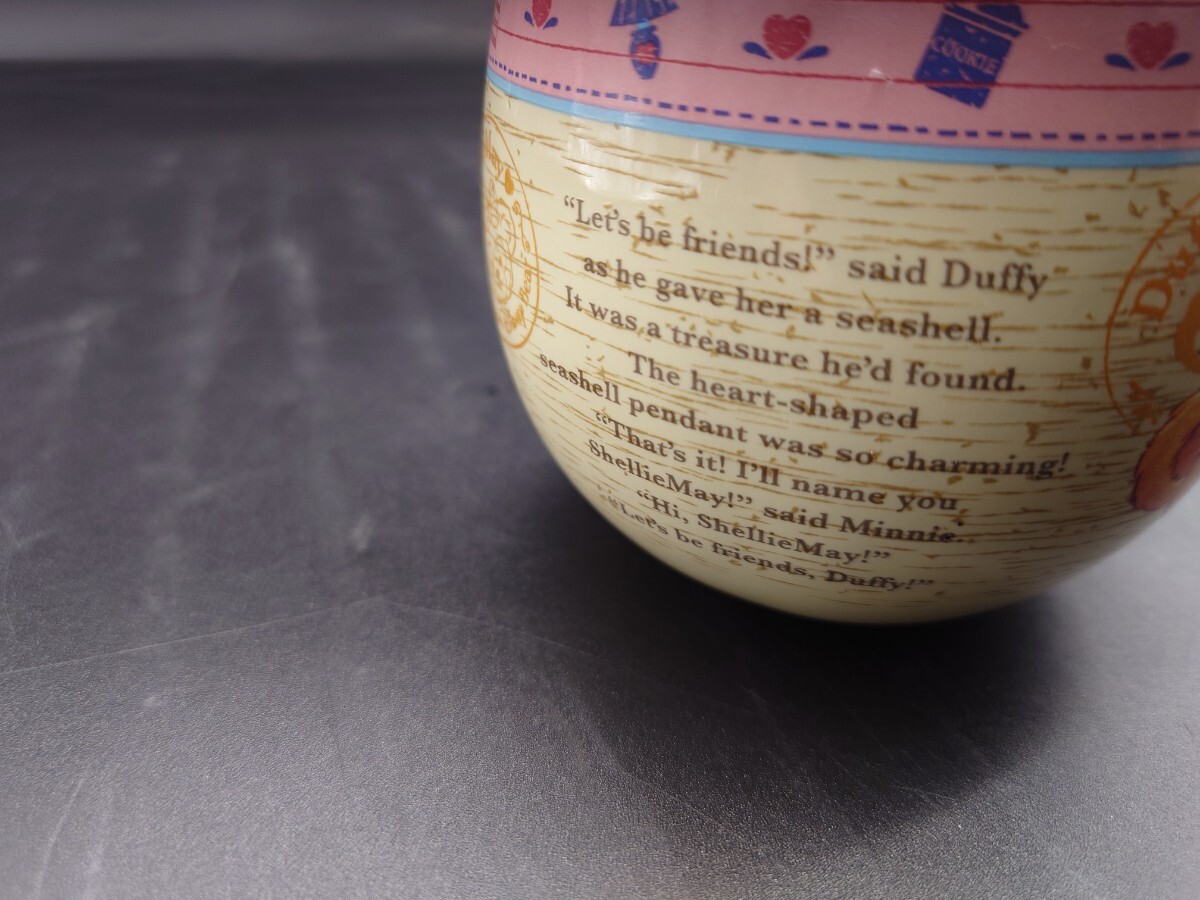 COOKIE
“Let's be friends!” said Duffy
as he gave her a seashell.
It was a treasure he'd found.
The heart-shaped
seashell pendant was so charming!
“That's it! I'll name you
ShellieMay!” said Minnie.
“Hi, ShellieMay!”
“Let's be friends, Duffy!”